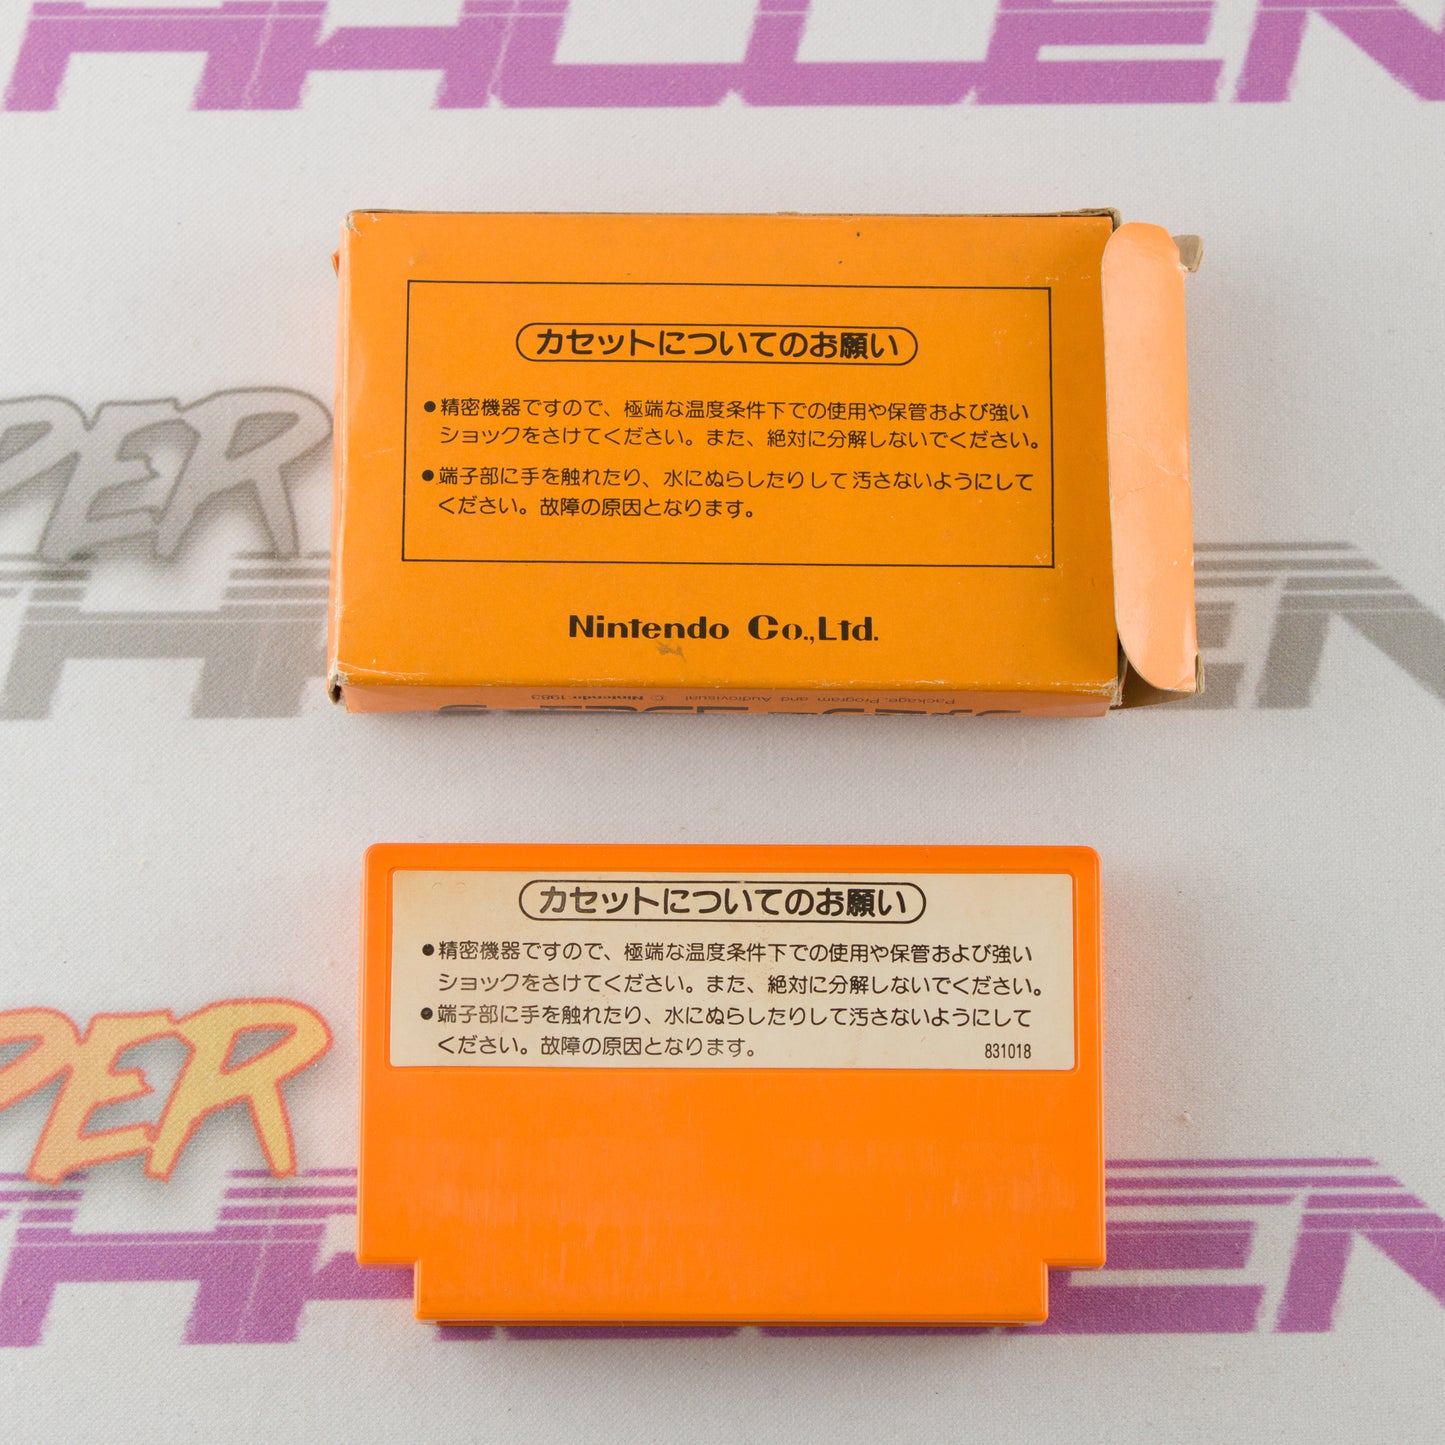 カセットについてのお願い
●精密機器ですので、極端な温度条件下での使用や保管および強い
ショックをさけてください。また、絶対に分解しないでください。
●端子部に手を触れたり、水にぬらしたりして汚さないようにして
ください。故障の原因となります。
Nintendo Co.,Ltd.
Package, Program and Audiovisual © Nintendo 1983
カセットについてのお願い
●精密機器ですので、極端な温度条件下での使用や保管および強い
ショックをさけてください。また、絶対に分解しないでください。
●端子部に手を触れたり、水にぬらしたりして汚さないようにして
ください。故障の原因となります。
831018